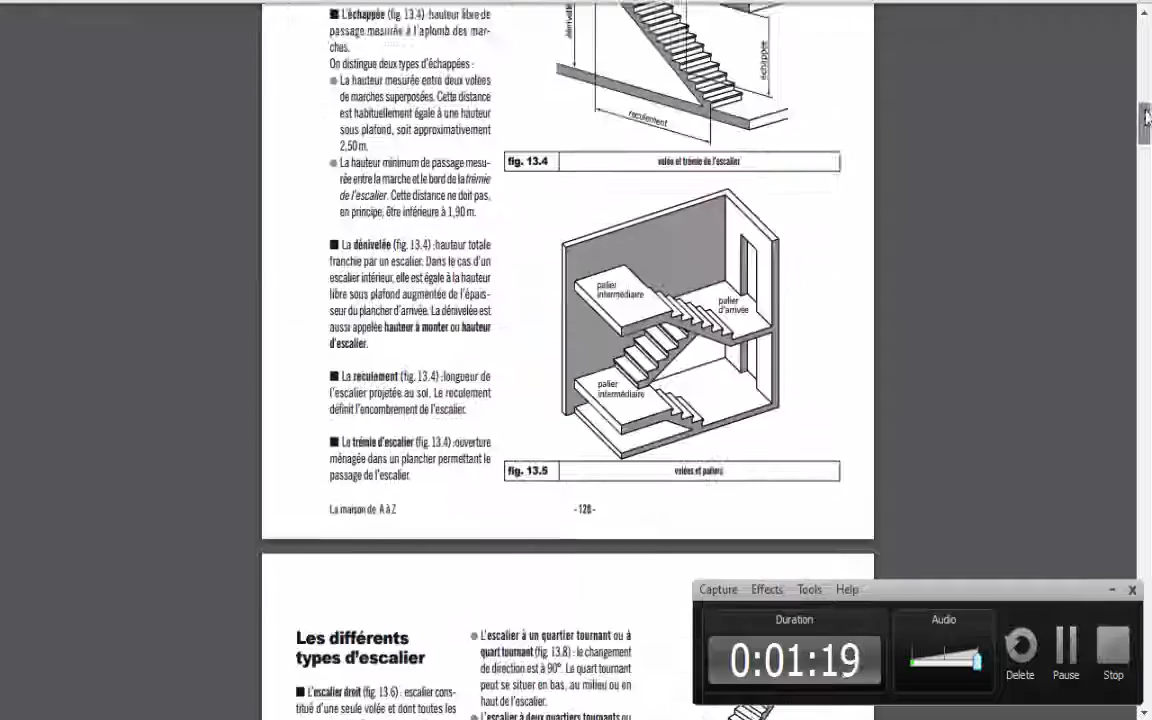 ■ L'échappée (fig. 13.4) :hauteur libre de
passage mesurée à l'aplomb des mar-
ches.
On distingue deux types d'échappées :
● La hauteur mesurée entre deux volées
de marches superposées. Cette distance
est habituellement égale à une hauteur
sous plafond, soit approximativement
2,50 m.
● La hauteur minimum de passage mesu-
rée entre la marche et le bord de la trémie
de l'escalier. Cette distance ne doit pas,
en principe, être inférieure à 1,90 m.
■ La dénivelée (fig. 13.4) :hauteur totale
franchie par un escalier. Dans le cas d'un
escalier intérieur, elle est égale à la hauteur
libre sous plafond augmentée de l'épais-
seur du plancher d'arrivée. La dénivelée est
aussi appelée hauteur à monter ou hauteur
d'escalier.
■ Le reculement (fig. 13.4) :longueur de
l'escalier projetée au sol. Le reculement
définit l'encombrement de l'escalier.
■ La trémie d'escalier (fig. 13.4) :ouverture
ménagée dans un plancher permettant le
passage de l'escalier.
La maison de A à Z
-128-
dénivelé
échappée
reculement
fig. 13.4
volée et trémie de l'escalier
palier
intermédiaire
palier
d'arrivée
palier
intermédiaire
fig. 13.5
volées et paliers
Les différents
types d'escalier
■ L'escalier droit (fig. 13.6) : escalier cons-
titué d'une seule volée et dont toutes les
● L'escalier à un quartier tournant ou à
quart tournant (fig. 13.8) : le changement
de direction est à 90°. Le quart tournant
peut se situer en bas, au milieu ou en
haut de l'escalier.
● L'escalier à deux quartiers tournants ou
Capture Effects Tools Help
Duration
0:01:19
Audio
Delete
Pause
Stop